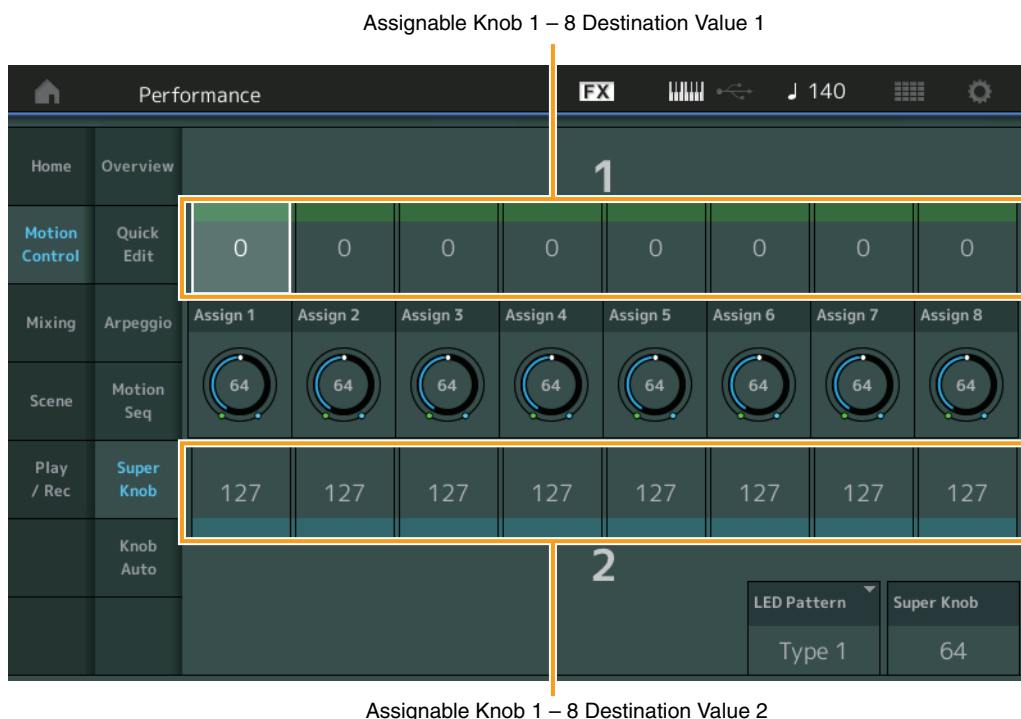 Assignable Knob 1 – 8 Destination Value 1
Performance
FX
140
Home
Overview
1
Motion
Control
Quick
Edit
0 0 0 0 0 0 0 0
Mixing
Arpeggio
Assign 1 Assign 2 Assign 3 Assign 4 Assign 5 Assign 6 Assign 7 Assign 8
64 64 64 64 64 64 64 64
Scene
Motion
Seq
Play
/ Rec
Super
Knob
127 127 127 127 127 127 127 127
Knob
Auto
2
LED Pattern
Type 1
Super Knob
64
Assignable Knob 1 – 8 Destination Value 2